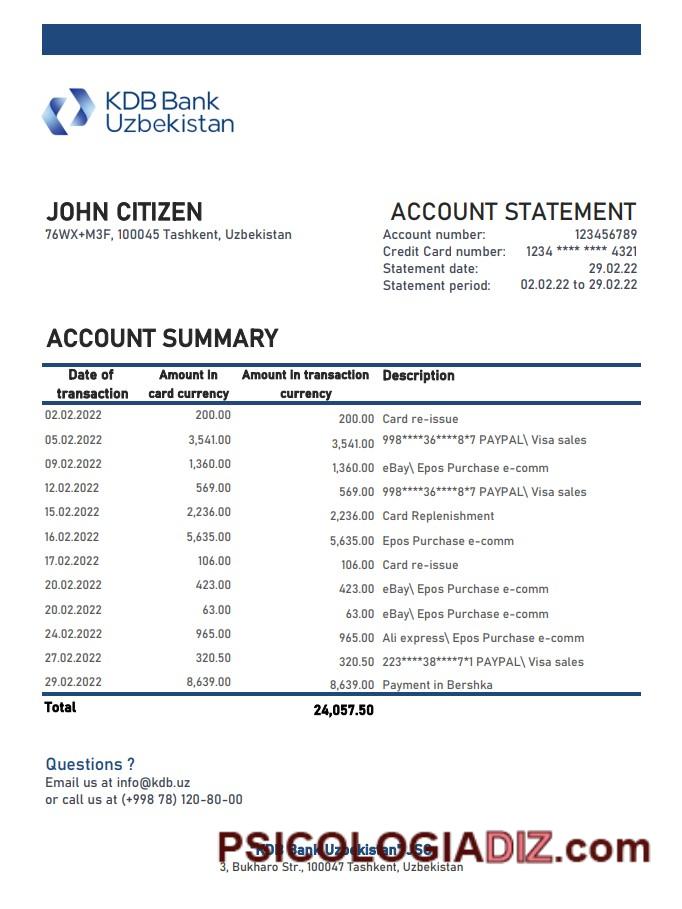 KDB Bank
Uzbekistan
JOHN CITIZEN
76WX+M3F, 100045 Tashkent, Uzbekistan
ACCOUNT STATEMENT
Account number: 123456789
Credit Card number: 1234 **** **** 4321
Statement date: 29.02.22
Statement period: 02.02.22 to 29.02.22
ACCOUNT SUMMARY
Date of transaction Amount in card currency Amount in transaction currency Description
02.02.2022 200.00 200.00 Card re-issue
05.02.2022 3,541.00 3,541.00 998****36****8*7 PAYPAL\ Visa sales
09.02.2022 1,360.00 1,360.00 eBay\ Epos Purchase e-comm
12.02.2022 569.00 569.00 998****36****8*7 PAYPAL\ Visa sales
15.02.2022 2,236.00 2,236.00 Card Replenishment
16.02.2022 5,635.00 5,635.00 Epos Purchase e-comm
17.02.2022 106.00 106.00 Card re-issue
20.02.2022 423.00 423.00 eBay\ Epos Purchase e-comm
20.02.2022 63.00 63.00 eBay\ Epos Purchase e-comm
24.02.2022 965.00 965.00 Ali express\ Epos Purchase e-comm
27.02.2022 320.50 320.50 223****38****7*1 PAYPAL\ Visa sales
29.02.2022 8,639.00 8,639.00 Payment in Bershka
Total 24,057.50
Questions ?
Email us at info@kdb.uz
or call us at (+998 78) 120-80-00
"KDB Bank Uzbekistan" JSC,
PSICOLOGIADIZ.com
3, Bukharo Str., 100047 Tashkent, Uzbekistan